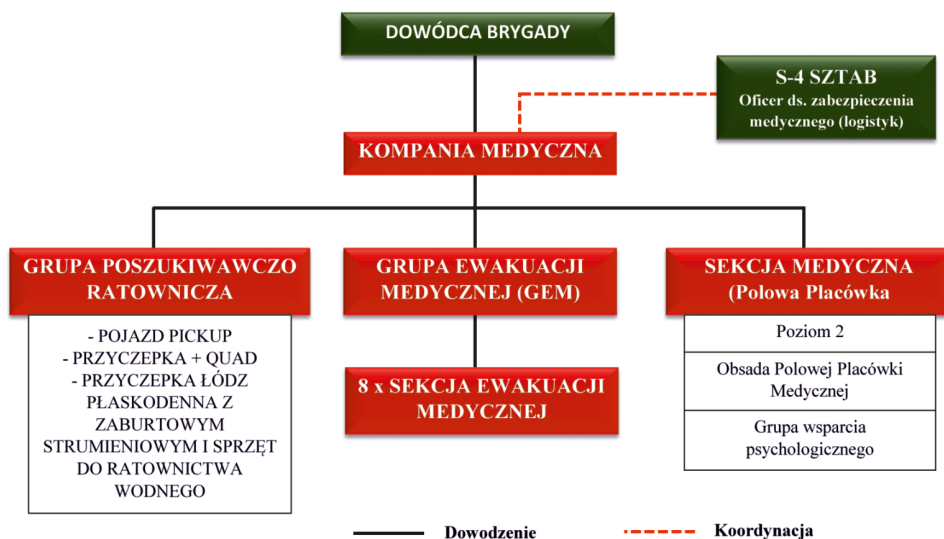 DOWÓDCA BRYGADY
S-4 SZTAB
Oficer ds. zabezpieczenia
medycznego (logistyk)
KOMPANIA MEDYCZNA
GRUPA POSZUKIWAWCZO
RATOWNICZA
- POJAZD PICKUP
- PRZYCZEPKA + QUAD
- PRZYCZEPKA ŁÓDZ
PŁASKODENNA Z
ZABURTOWYM
STRUMIENIOWYM I SPRZĘT
DO RATOWNICTWA
WODNEGO
GRUPA EWAKUACJI
MEDYCZNEJ (GEM)
8 x SEKCJA EWAKUACJI
MEDYCZNEJ
SEKCJA MEDYCZNA
(Polowa Placówka
Poziom 2
Obsada Polowej Placówki
Medycznej
Grupa wsparcia
psychologicznego
Dowodzenie
Koordynacja